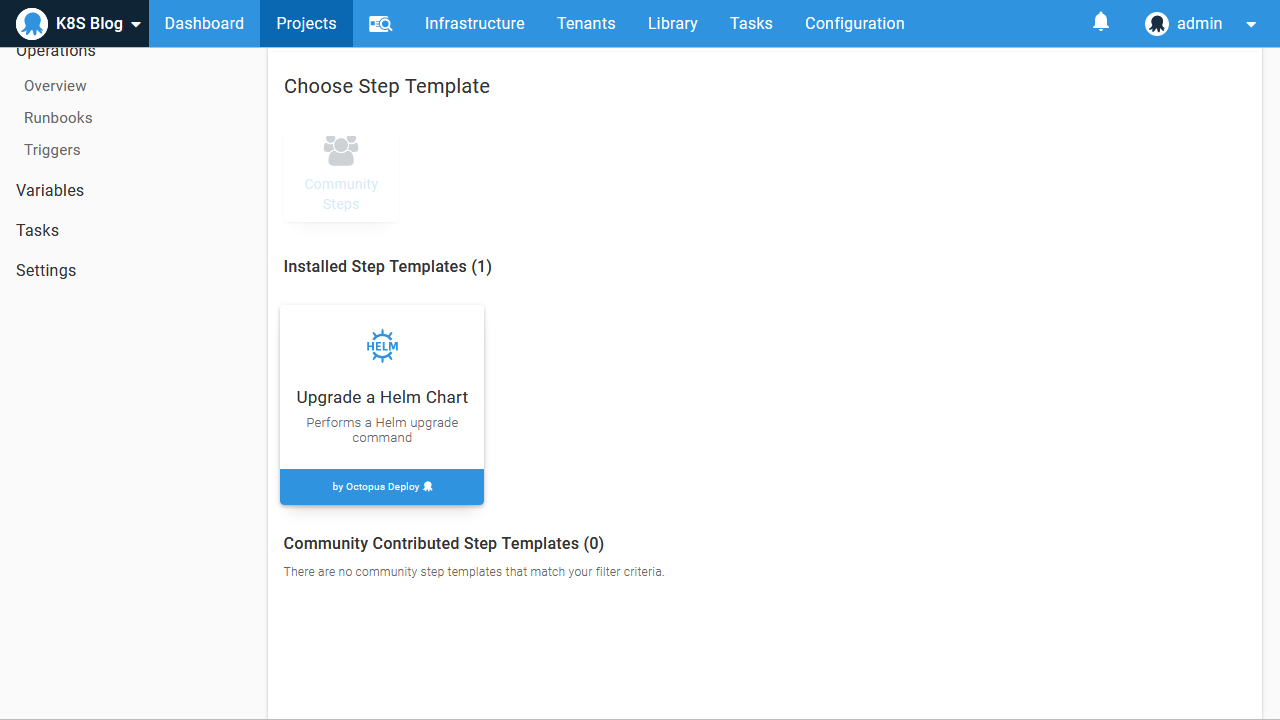 K8S Blog
Dashboard
Projects
Infrastructure
Tenants
Library
Tasks
Configuration
admin
Operations
Overview
Runbooks
Triggers
Variables
Tasks
Settings
Choose Step Template
Community
Steps
Installed Step Templates (1)
HELM
Upgrade a Helm Chart
Performs a Helm upgrade
command
by Octopus Deploy
Community Contributed Step Templates (0)
There are no community step templates that match your filter criteria.